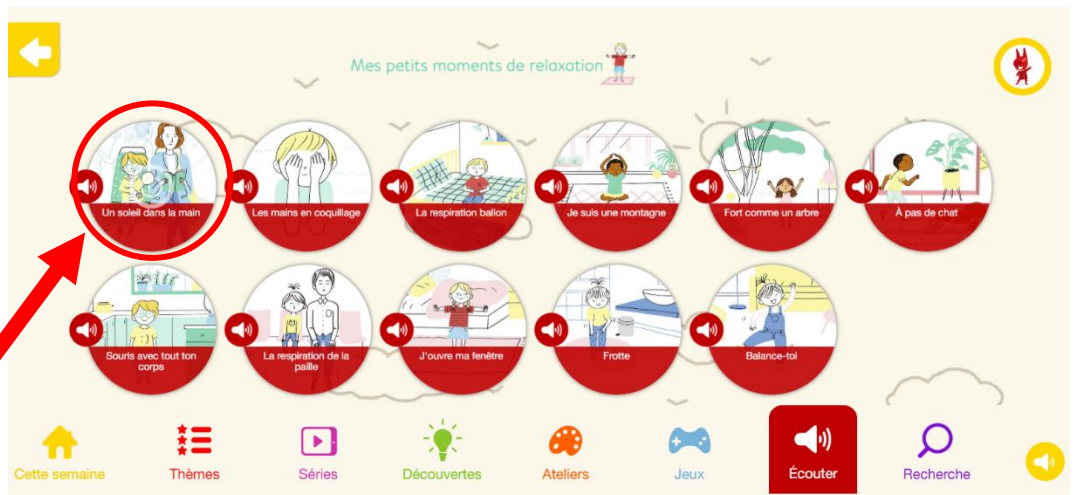 Mes petits moments de relaxation
Un soleil dans la main
Les mains en coquillage
La respiration ballon
Je suis une montagne
Fort comme un arbre
À pas de chat
Souris avec tout ton
corps
La respiration de la
paille
J'ouvre ma fenêtre
Frotte
Balance-toi
Cette semaine
Thèmes
Séries
Découvertes
Ateliers
Jeux
Écouter
Recherche